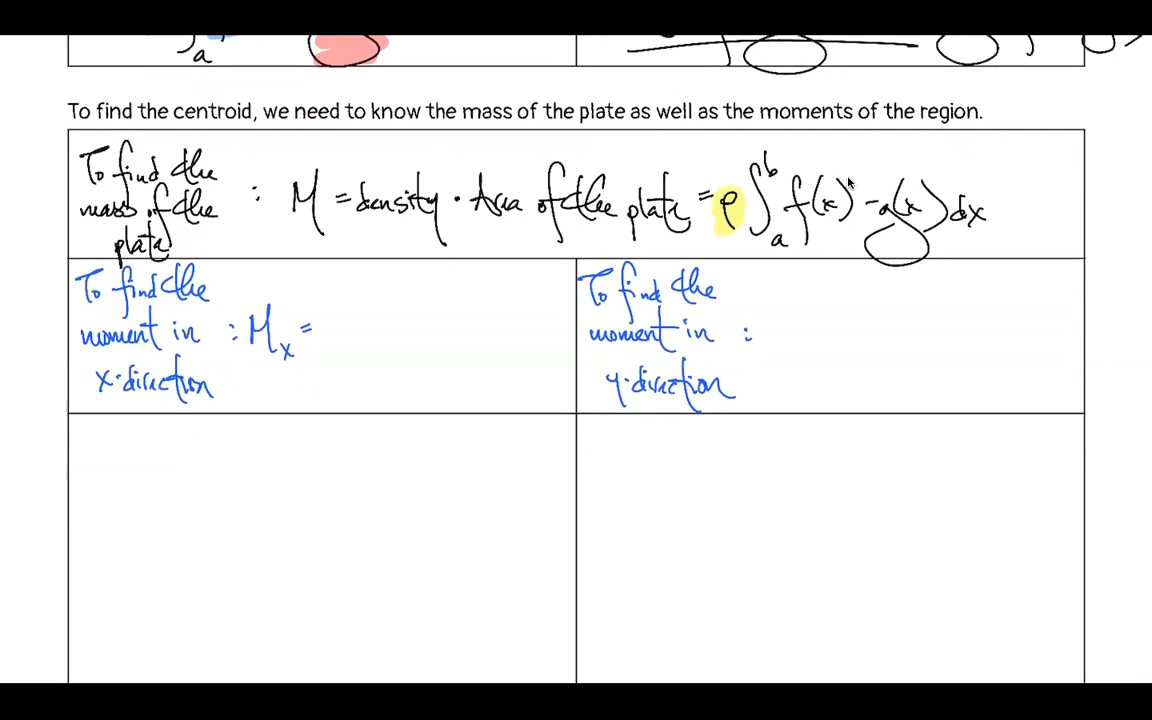 a
To find the centroid, we need to know the mass of the plate as well as the moments of the region.
To find the
mass of the : M = density · Area of the plate = ρ ∫_a^b f(x) - g(x) dx
plate
To find the
moment in : M_x =
x-direction
To find the
moment in :
y-direction